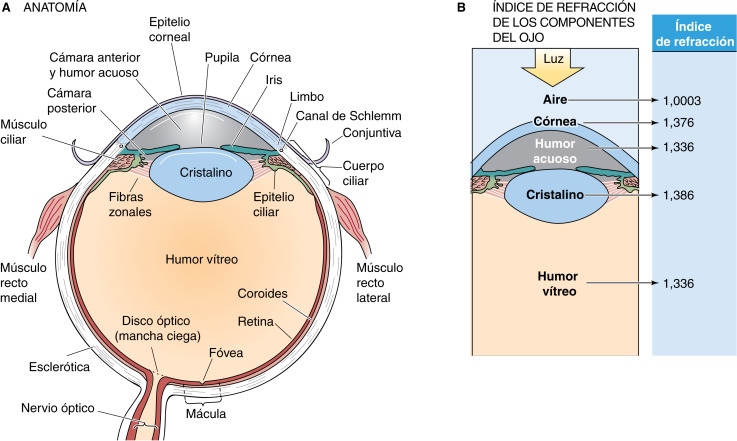 A ANATOMÍA
Epitelio
corneal
Cámara anterior
y humor acuoso
Pupila
Córnea
Iris
Cámara
posterior
Limbo
Canal de Schlemm
Conjuntiva
Músculo
ciliar
Cuerpo
ciliar
Cristalino
Fibras
zonales
Epitelio
ciliar
Humor vítreo
Músculo
recto
medial
Músculo
recto
lateral
Coroides
Retina
Disco óptico
(mancha ciega)
Fóvea
Esclerótica
Mácula
Nervio óptico
B ÍNDICE DE REFRACCIÓN
DE LOS COMPONENTES
DEL OJO
Índice
de refracción
Luz
Aire 1,0003
Córnea 1,376
Humor
acuoso 1,336
Cristalino 1,386
Humor
vítreo 1,336